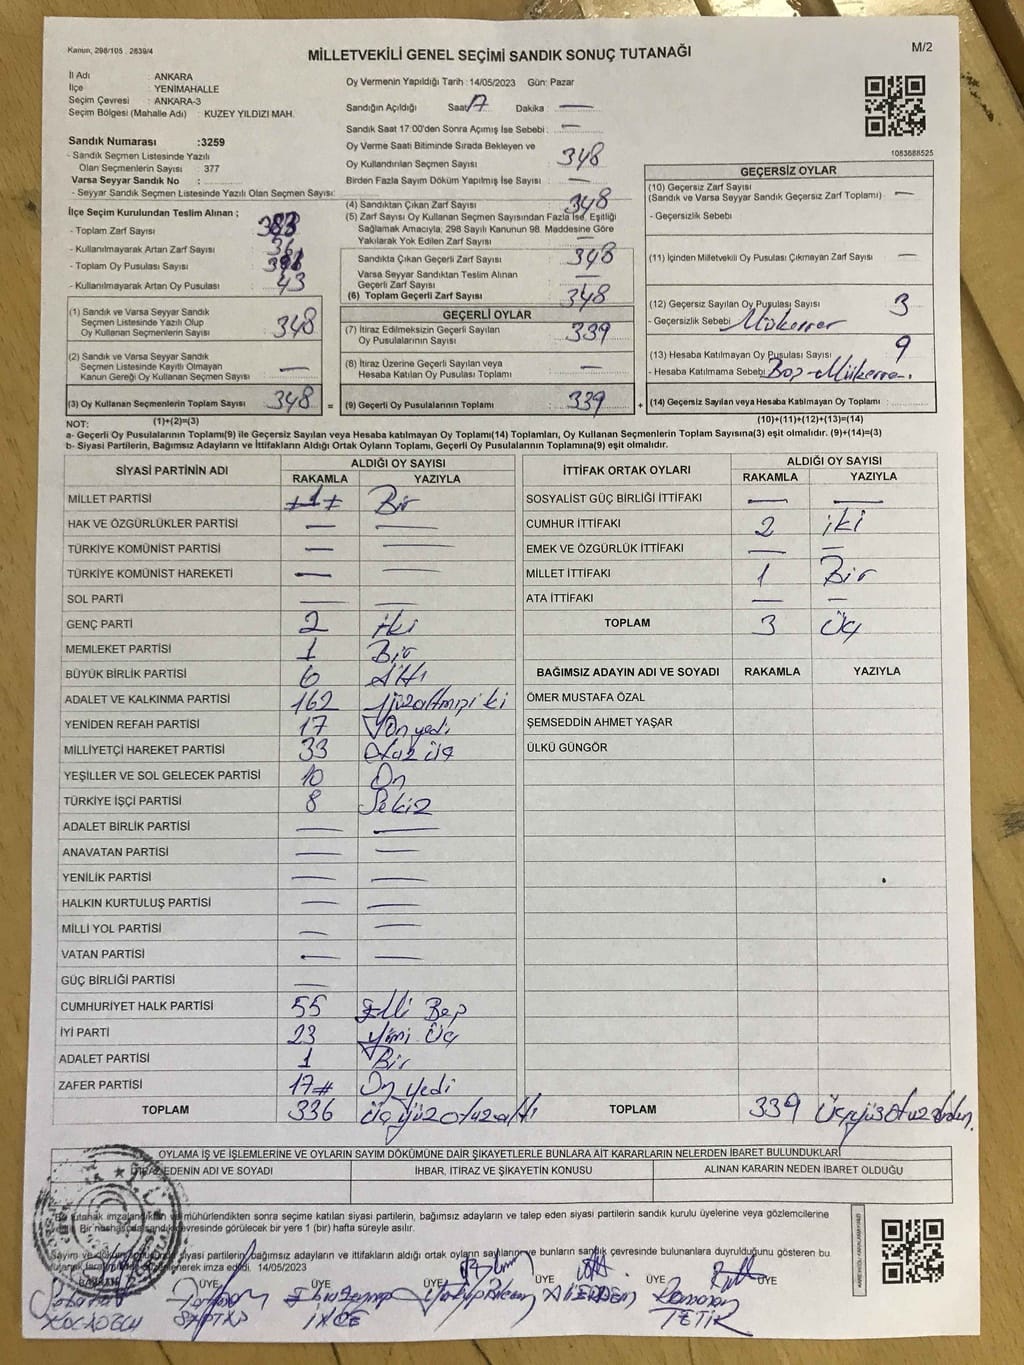 Kanun, 298/105 , 2839/4
MİLLETVEKİLİ GENEL SEÇİMİ SANDIK SONUÇ TUTANAĞI
M/2
İl Adı : ANKARA
İlçe : YENİMAHALLE
Seçim Çevresi : ANKARA-3
Seçim Bölgesi (Mahalle Adı) : KUZEY YILDIZI MAH.
Sandık Numarası :3259
- Sandık Seçmen Listesinde Yazılı
Olan Seçmenlerin Sayısı : 377
Varsa Seyyar Sandık No :
- Seyyar Sandık Seçmen Listesinde Yazılı Olan Seçmen Sayısı:
İlçe Seçim Kurulundan Teslim Alınan ;
- Toplam Zarf Sayısı :
- Kullanılmayarak Artan Zarf Sayısı :
- Toplam Oy Pusulası Sayısı :
- Kullanılmayarak Artan Oy Pusulası : 43
Oy Vermenin Yapıldığı Tarih : 14/05/2023 Gün: Pazar
Sandığın Açıldığı Saat: 17 Dakika : —
Sandık Saat 17:00'den Sonra Açımış İse Sebebi : —
Oy Verme Saati Bitiminde Sırada Bekleyen ve
Oy Kullandırılan Seçmen Sayısı : 348
Birden Fazla Sayım Döküm Yapılmış İse Sayısı : —
(4) Sandıktan Çıkan Zarf Sayısı : 348
(5) Zarf Sayısı Oy Kullanan Seçmen Sayısından Fazla İse, Eşitliği
Sağlamak Amacıyla, 298 Sayılı Kanunun 98. Maddesine Göre
Yakılarak Yok Edilen Zarf Sayısı : —
Sandıkta Çıkan Geçerli Zarf Sayısı : 348
Varsa Seyyar Sandıktan Teslim Alınan
Geçerli Zarf Sayısı : —
(6) Toplam Geçerli Zarf Sayısı : 348
1083688525
GEÇERSİZ OYLAR
(10) Geçersiz Zarf Sayısı
(Sandık ve Varsa Seyyar Sandık Geçersiz Zarf Toplamı) : —
- Geçersizlik Sebebi
(11) İçinden Milletvekili Oy Pusulası Çıkmayan Zarf Sayısı : —
(12) Geçersiz Sayılan Oy Pusulası Sayısı : 3
- Geçersizlik Sebebi : Mükerrer
(13) Hesaba Katılmayan Oy Pusulası Sayısı : 9
- Hesaba Katılmama Sebebi :
(14) Geçersiz Sayılan veya Hesaba Katılmayan Oy Toplamı :
(10)+(11)+(12)+(13)=(14)
(1) Sandık ve Varsa Seyyar Sandık
Seçmen Listesinde Yazılı Olup
Oy Kullanan Seçmenlerin Sayısı : 348
(2) Sandık ve Varsa Seyyar Sandık
Seçmen Listesinde Kayıtlı Olmayan
Kanun Gereği Oy Kullanan Seçmen Sayısı : —
(3) Oy Kullanan Seçmenlerin Toplam Sayısı : 348 =
(1)+(2)=(3)
GEÇERLİ OYLAR
(7) İtiraz Edilmeksizin Geçerli Sayılan
Oy Pusulalarının Sayısı : 339
(8) İtiraz Üzerine Geçerli Sayılan veya
Hesaba Katılan Oy Pusulası Toplamı : —
(9) Geçerli Oy Pusulalarının Toplamı : 339 +
NOT:
a- Geçerli Oy Pusulasının Toplamı(9) ile Geçersiz Sayılan veya Hesaba katılmayan Oy Toplamı(14) Toplamları, Oy Kullanan Seçmenlerin Toplam Sayısına(3) eşit olmalıdır. (9)+(14)=(3)
b- Siyasi Partilerin, Bağımsız Adayların ve İttifakların Aldığı Ortak Oyların Toplamı, Geçerli Oy Pusulalarının Toplamına(9) eşit olmalıdır.
SİYASİ PARTİNİN ADI ALDIĞI OY SAYISI
RAKAMLA YAZIYLA
MİLLET PARTİSİ #1# Bir
HAK VE ÖZGÜRLÜKLER PARTİSİ — —
TÜRKİYE KOMÜNİST PARTİSİ — —
TÜRKİYE KOMÜNİST HAREKETİ — —
SOL PARTİ — —
GENÇ PARTİ 2 İki
MEMLEKET PARTİSİ 1 Bir
BÜYÜK BİRLİK PARTİSİ 6 Altı
ADALET VE KALKINMA PARTİSİ 162 Yüzaltmışiki
YENİDEN REFAH PARTİSİ 17 Onyedi
MİLLİYETÇİ HAREKET PARTİSİ 33 Otuz üç
YEŞİLLER VE SOL GELECEK PARTİSİ 10 On
TÜRKİYE İŞÇİ PARTİSİ 8 Sekiz
ADALET BİRLİK PARTİSİ — —
ANAVATAN PARTİSİ — —
YENİLİK PARTİSİ — —
HALKIN KURTULUŞ PARTİSİ — —
MİLLİ YOL PARTİSİ — —
VATAN PARTİSİ — —
GÜÇ BİRLİĞİ PARTİSİ —
CUMHURİYET HALK PARTİSİ 55 Elli Beş
İYİ PARTİ 23 Yirmi Üç
ADALET PARTİSİ 1 Bir
ZAFER PARTİSİ 17# On yedi
TOPLAM 336 Üçyüzotuzaltı
İTTİFAK ORTAK OYLARI ALDIĞI OY SAYISI
RAKAMLA YAZIYLA
SOSYALİST GÜÇ BİRLİĞİ İTTİFAKI — —
CUMHUR İTTİFAKI 2 iki
EMEK VE ÖZGÜRLÜK İTTİFAKI — —
MİLLET İTTİFAKI 1 Bir
ATA İTTİFAKI — —
TOPLAM 3 Üç
BAĞIMSIZ ADAYIN ADI VE SOYADI RAKAMLA YAZIYLA
ÖMER MUSTAFA ÖZAL
ŞEMSEDDİN AHMET YAŞAR
ÜLKÜ GÜNGÖR
TOPLAM 339 Üçyüzotuzdokuz
OYLAMA İŞ VE İŞLEMLERİNE VE OYLARIN SAYIM DÖKÜMÜNE DAİR ŞİKAYETLERLE BUNLARA AİT KARARLARIN NELERDEN İBARET BULUNDUKLARI
İTİRAZ EDENİN ADI VE SOYADI İHBAR, İTİRAZ VE ŞİKAYETİN KONUSU ALINAN KARARIN NEDEN İBARET OLDUĞU
Bu tutanak imzalandıktan ve mühürlendikten sonra seçime katılan siyasi partilerin, bağımsız adayların ve talep eden siyasi partilerin sandık kurulu üyelerine veya gözlemcilerine
Bir nüshası da sandık çevresinde görülecek bir yere 1 (bir) hafta süreyle asılır.
Sayım ve döküm sonucunda siyasi partilerin, bağımsız adayların ve ittifakların aldığı ortak oyların sayılarının ve bunların sandık çevresinde bulunanlara duyrulduğunu gösteren bu
tutanak tarafımızdan düzenlenerek imza edildi. 14/05/2023
BAŞKAN ÜYE ÜYE ÜYE ÜYE ÜYE ÜYE
KOCAOĞLU İNCE ALİ ERDEM Ramazan
TETİK